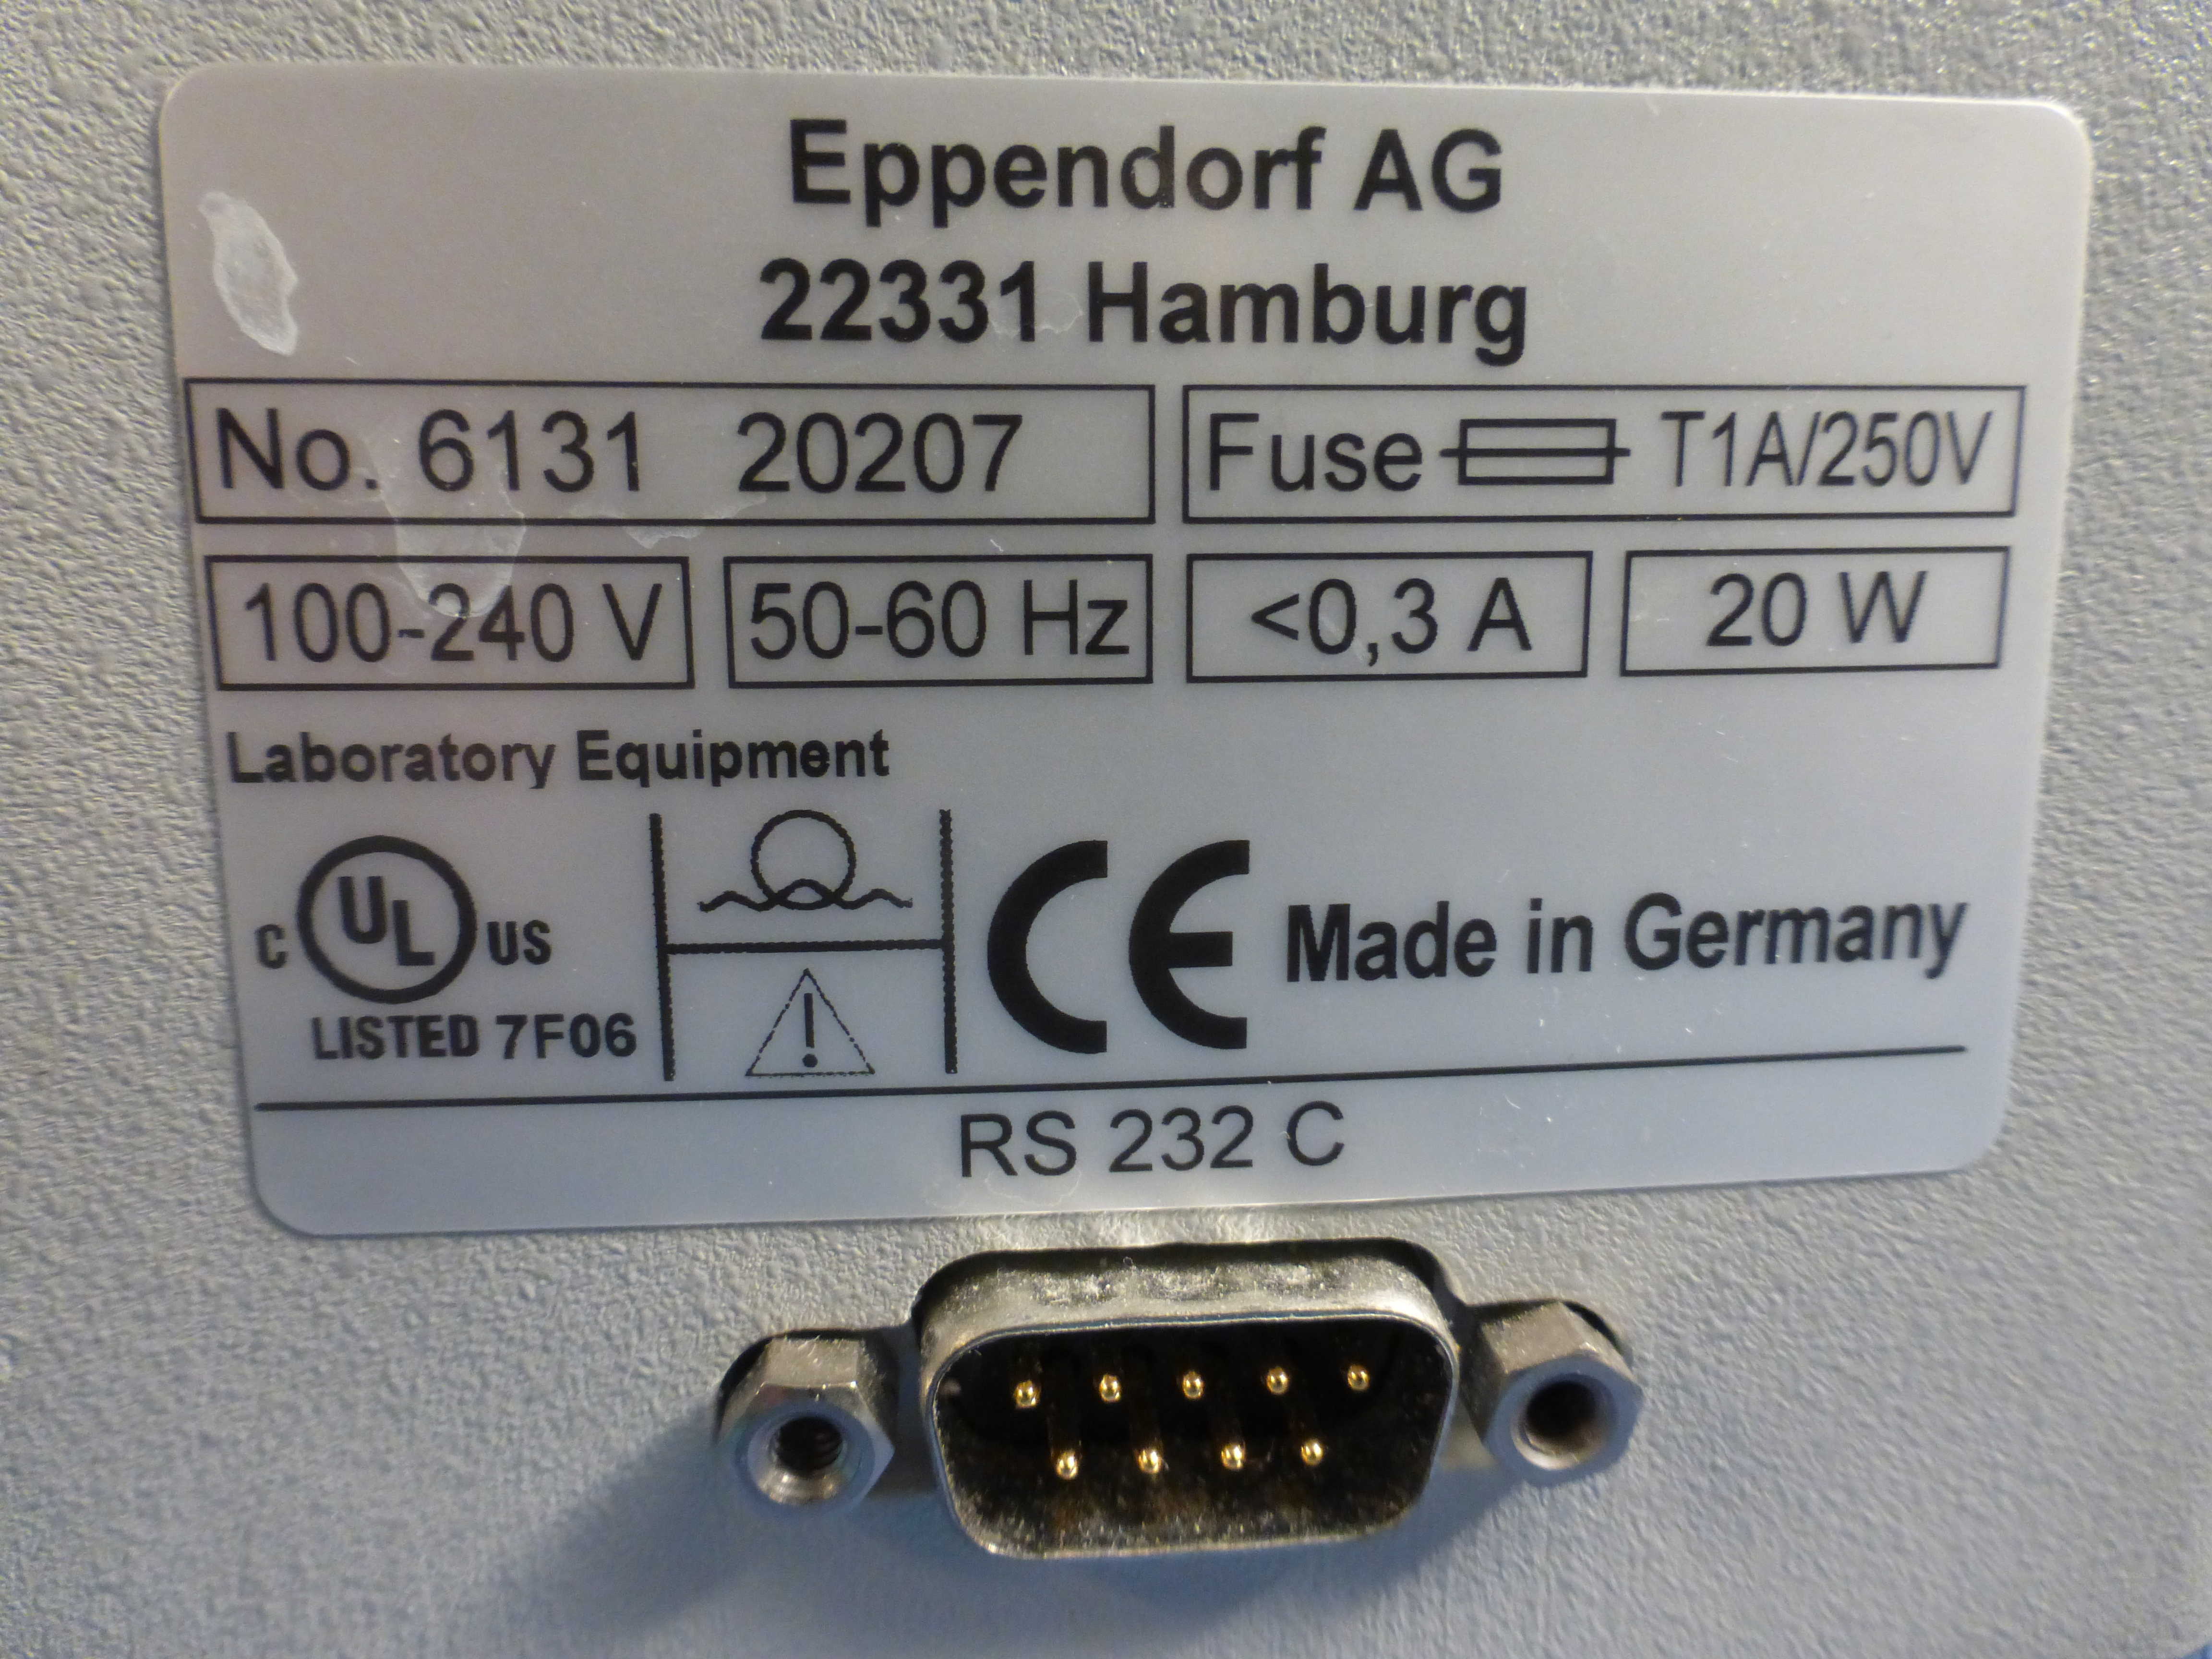 Eppendorf AG
22331 Hamburg
No. 6131 20207 Fuse T1A/250V
100-240 V 50-60 Hz <0,3 A 20 W
Laboratory Equipment
C UL US CE Made in Germany
LISTED 7F06
RS 232 C